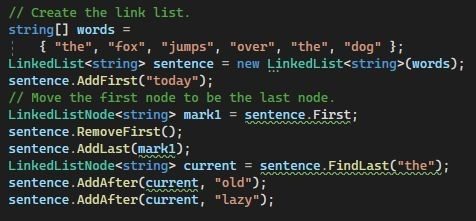 // Create the link list.
string[] words =
    { "the", "fox", "jumps", "over", "the", "dog" };
LinkedList<string> sentence = new LinkedList<string>(words);
sentence.AddFirst("today");
// Move the first node to be the last node.
LinkedListNode<string> mark1 = sentence.First;
sentence.RemoveFirst();
sentence.AddLast(mark1);
LinkedListNode<string> current = sentence.FindLast("the");
sentence.AddAfter(current, "old");
sentence.AddAfter(current, "lazy");